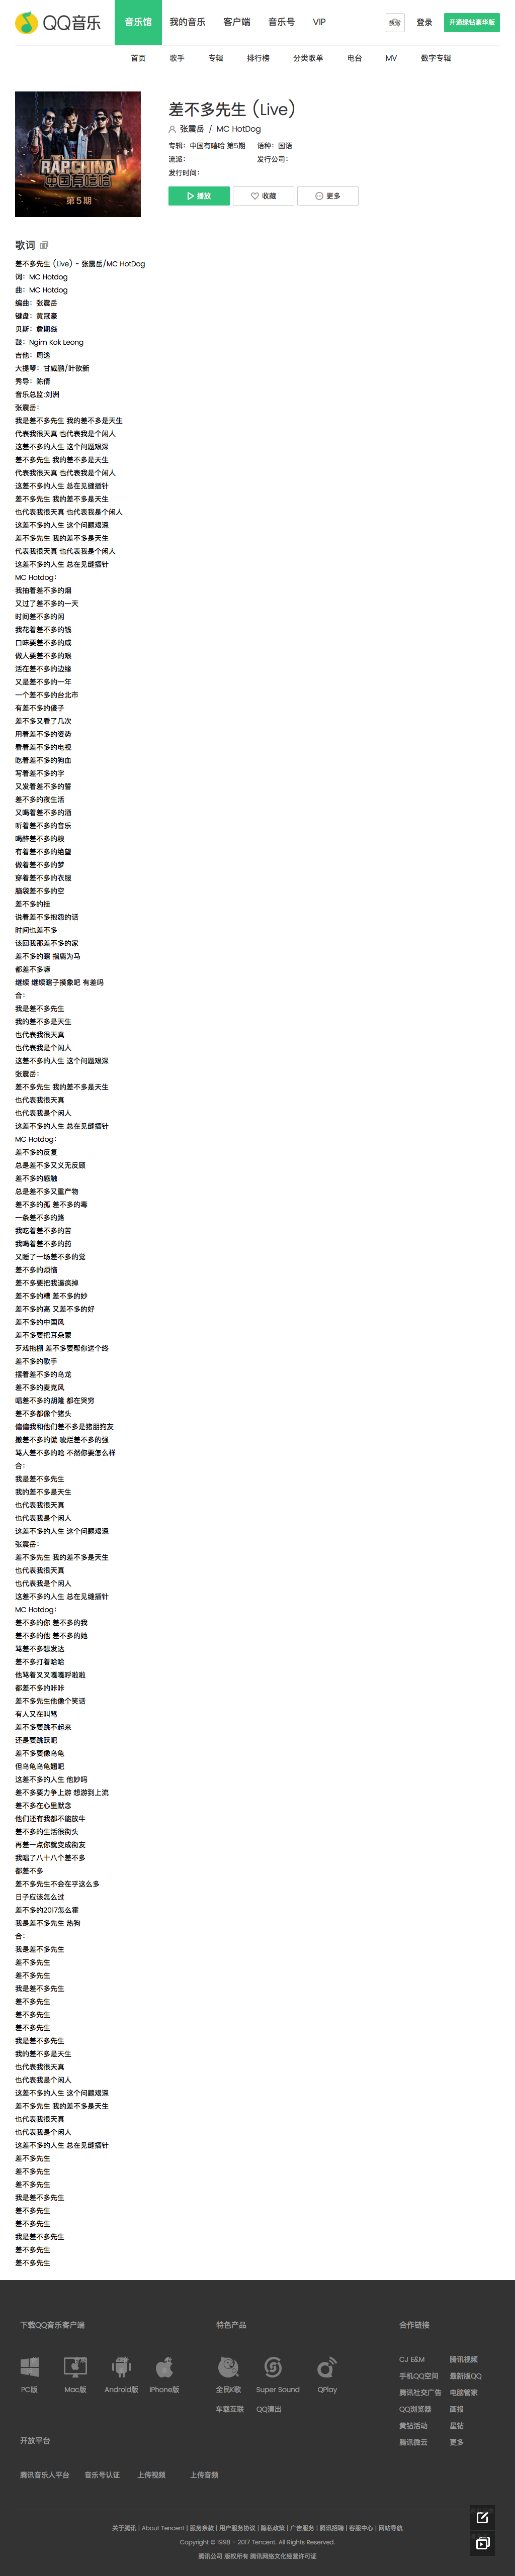 QQ音乐
音乐馆 我的音乐 客户端 音乐号 VIP
搜索
登录
开通绿钻豪华版
首页 歌手 专辑 排行榜 分类歌单 电台 MV 数字专辑
THE RAP OF CHINA
中国有嘻哈
第5期
差不多先生 (Live)
张震岳 / MC HotDog
专辑：中国有嘻哈 第5期 语种：国语
流派： 发行公司：
发行时间：
播放 收藏 更多
歌词
差不多先生 (Live) - 张震岳/MC HotDog
词：MC Hotdog
曲：MC Hotdog
编曲：张震岳
键盘：黄冠豪
贝斯：詹期焱
鼓：Ngim Kok Leong
吉他：周逸
大提琴：甘威鹏/叶欲新
秀导：陈倩
音乐总监:刘洲
张震岳：
我是差不多先生 我的差不多是天生
代表我很天真 也代表我是个闲人
这差不多的人生 这个问题艰深
差不多先生 我的差不多是天生
代表我很天真 也代表我是个闲人
这差不多的人生 总在见缝插针
差不多先生 我的差不多是天生
也代表我很天真 也代表我是个闲人
这差不多的人生 这个问题艰深
差不多先生 我的差不多是天生
代表我很天真 也代表我是个闲人
这差不多的人生 总在见缝插针
MC Hotdog：
我抽着差不多的烟
又过了差不多的一天
时间差不多的闲
我花着差不多的钱
口味要差不多的咸
做人要差不多的艰
活在差不多的边缘
又是差不多的一年
一个差不多的台北市
有差不多的傻子
差不多又看了几次
用着差不多的姿势
看着差不多的电视
吃着差不多的狗血
写着差不多的字
又发着差不多的誓
差不多的夜生活
又喝着差不多的酒
听着差不多的音乐
喝醉差不多的糗
有着差不多的绝望
做着差不多的梦
穿着差不多的衣服
脑袋差不多的空
差不多的挂
说着差不多抱怨的话
时间也差不多
该回我那差不多的家
差不多的瞎 指鹿为马
都差不多嘛
继续 继续瞎子摸象吧 有差吗
合：
我是差不多先生
我的差不多是天生
也代表我很天真
也代表我是个闲人
这差不多的人生 这个问题艰深
张震岳：
差不多先生 我的差不多是天生
也代表我很天真
也代表我是个闲人
这差不多的人生 总在见缝插针
MC Hotdog：
差不多的反复
总是差不多又义无反顾
差不多的感触
总是差不多又重产物
差不多的孤 差不多的毒
一条差不多的路
我吃着差不多的苦
我喝着差不多的药
又睡了一场差不多的觉
差不多的烦恼
差不多要把我逼疯掉
差不多的糟 差不多的妙
差不多的高 又差不多的好
差不多的中国风
差不多要把耳朵蒙
歹戏拖棚 差不多要帮你送个终
差不多的歌手
摆着差不多的乌龙
差不多的麦克风
唱差不多的胡隆 都在哭穷
差不多都像个猪头
偏偏我和他们差不多是猪朋狗友
撒差不多的谎 唬烂差不多的强
骂人差不多的呛 不然你要怎么样
合：
我是差不多先生
我的差不多是天生
也代表我很天真
也代表我是个闲人
这差不多的人生 这个问题艰深
张震岳：
差不多先生 我的差不多是天生
也代表我很天真
也代表我是个闲人
这差不多的人生 总在见缝插针
MC Hotdog：
差不多的你 差不多的我
差不多的他 差不多的她
骂差不多想发达
差不多打着哈哈
他骂着叉叉嘎嘎呼啦啦
都差不多的咔咔
差不多先生他像个笑话
有人又在叫骂
差不多要跳不起来
还是要跳跃吧
差不多要像乌龟
但乌龟乌龟翘吧
这差不多的人生 他妙吗
差不多要力争上游 想游到上流
差不多在心里默念
他们还有我都不能放牛
差不多的生活很街头
再差一点你就变成街友
我唱了八十八个差不多
都差不多
差不多先生不会在乎这么多
日子应该怎么过
差不多的2017怎么霍
我是差不多先生 热狗
合：
我是差不多先生
差不多先生
差不多先生
我是差不多先生
差不多先生
差不多先生
差不多先生
我是差不多先生
我的差不多是天生
也代表我很天真
也代表我是个闲人
这差不多的人生 这个问题艰深
差不多先生 我的差不多是天生
也代表我很天真
也代表我是个闲人
这差不多的人生 总在见缝插针
差不多先生
差不多先生
差不多先生
我是差不多先生
差不多先生
差不多先生
我是差不多先生
差不多先生
差不多先生
下载QQ音乐客户端
PC版 Mac版 Android版 iPhone版
特色产品
全民K歌 Super Sound QPlay
车载互联 QQ演出
合作链接
CJ E&M 腾讯视频
手机QQ空间 最新版QQ
腾讯社交广告 电脑管家
QQ浏览器 画报
黄钻活动 星钻
腾讯微云 更多
开放平台
腾讯音乐人平台 音乐号认证 上传视频 上传音频
关于腾讯 | About Tencent | 服务条款 | 用户服务协议 | 隐私政策 | 广告服务 | 腾讯招聘 | 客服中心 | 网站导航
Copyright © 1998 - 2017 Tencent. All Rights Reserved.
腾讯公司 版权所有 腾讯网络文化经营许可证